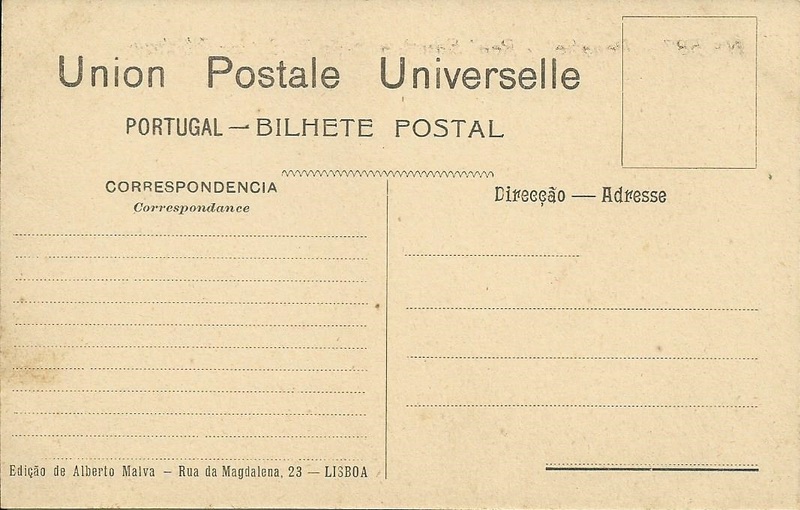 Union Postale Universelle
PORTUGAL — BILHETE POSTAL
CORRESPONDENCIA
Correspondance
Direcção — Adresse
Edição de Alberto Malva — Rua da Magdalena, 23 — LISBOA